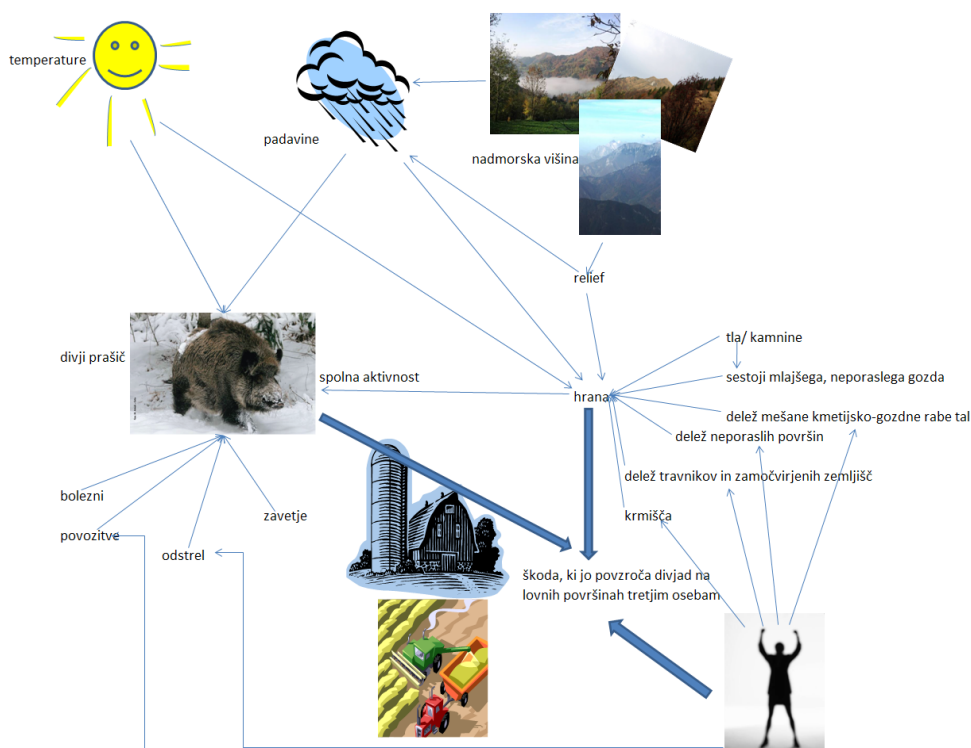 temperature
padavine
nadmorska višina
relief
divji prašič
spolna aktivnost
hrana
tla/ kamnine
sestoji mlajšega, neporaslega gozda
delež mešane kmetijsko-gozdne rabe tal
delež neporaslih površin
delež travnikov in zamočvirjenih zemljišč
krmišča
bolezni
povozitve
odstrel
zavetje
škoda, ki jo povzroča divjad na
lovnih površinah tretjim osebam